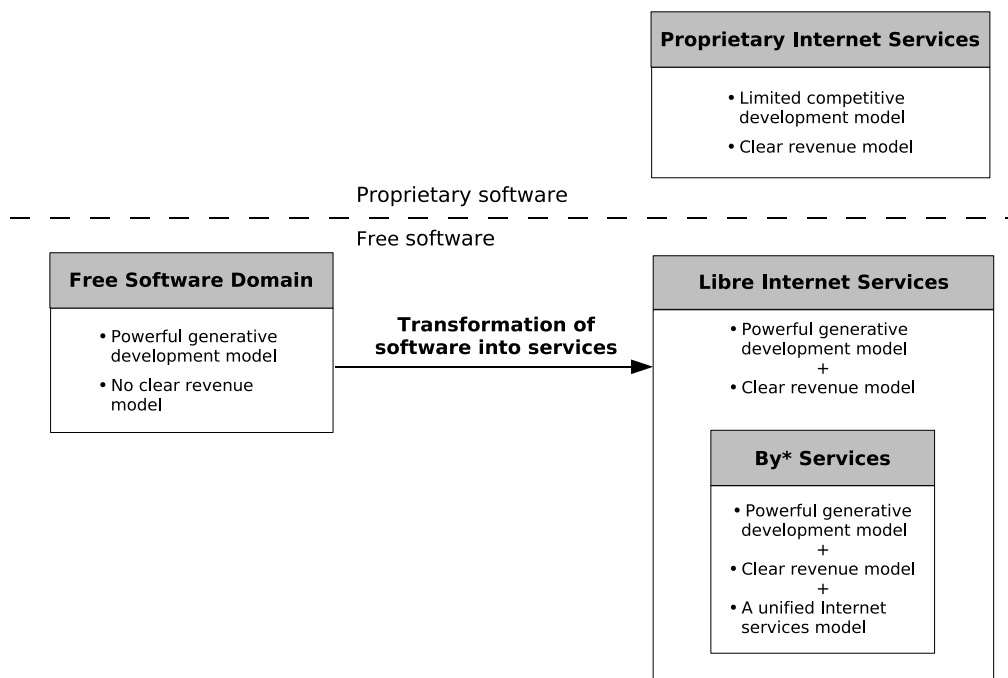 Proprietary Internet Services
• Limited competitive
development model
• Clear revenue model
Proprietary software
Free software
Free Software Domain
• Powerful generative
development model
• No clear revenue
model
Transformation of
software into services
Libre Internet Services
• Powerful generative
development model
+
• Clear revenue model
By* Services
• Powerful generative
development model
+
• Clear revenue model
+
• A unified Internet
services model